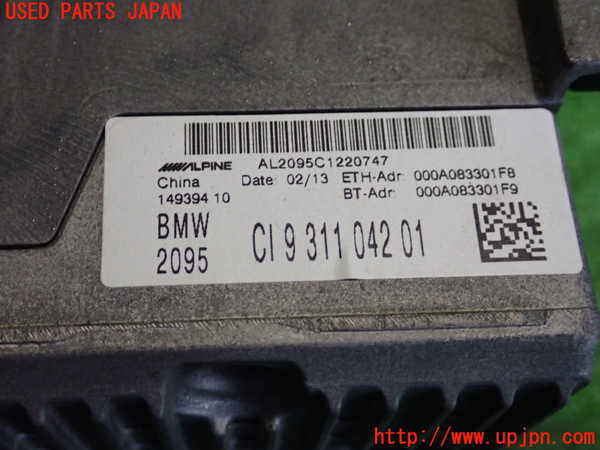 USED PARTS JAPAN
AL2095C1220747
ALPINE
China
Date: 02/13 ETH-Adr: 000A083301F8
149394 10
BT-Adr: 000A083301F9
BMW
2095
CI 9 311 042 01
http://www.upjpn.com/